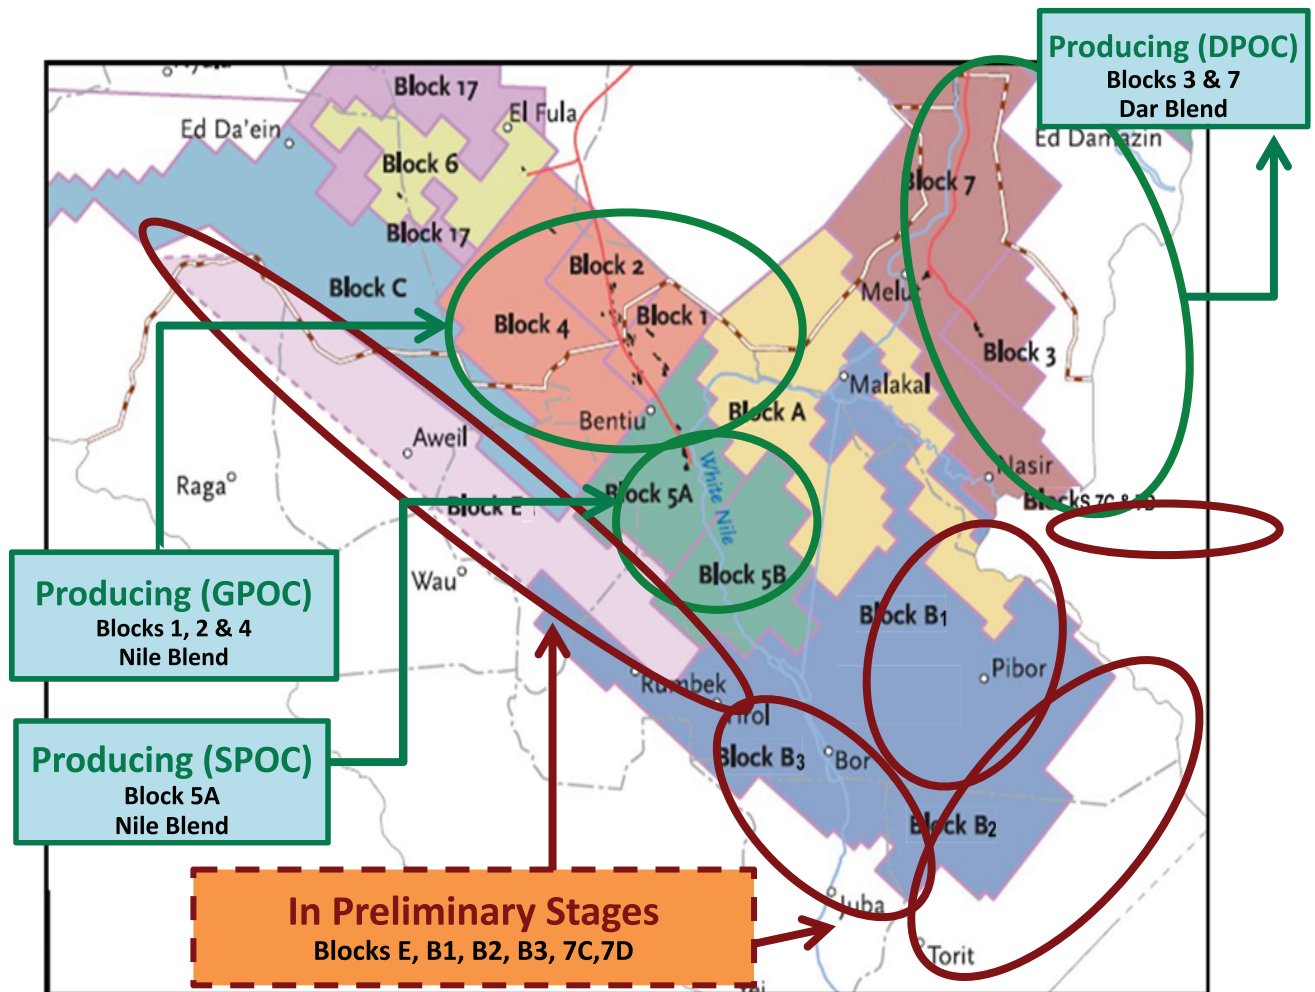 Producing (DPOC)
Blocks 3 & 7
Dar Blend
Block 17
El Fula
Ed Da'ein
Ed Damazin
Block 6
Block 7
Block 17
Block 2
Block C
Melut
Block 1
Block 4
Block 3
Malakal
Block A
Bentiu
Aweil
Nasir
White Nile
Raga
Block 5A
Block E
Blocks 7C & 7D
Wau
Block 5B
Producing (GPOC)
Blocks 1, 2 & 4
Nile Blend
Block B1
Pibor
Rumbek
Tirol
Block B3
Bor
Producing (SPOC)
Block 5A
Nile Blend
Block B2
In Preliminary Stages
Blocks E, B1, B2, B3, 7C,7D
Juba
Torit